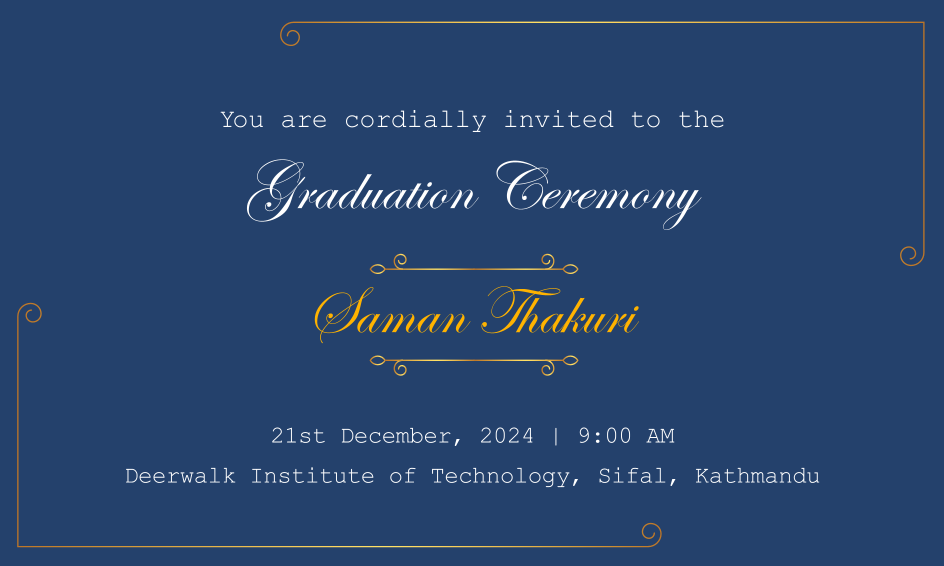 You are cordially invited to the
Graduation Ceremony
Saman Thakuri
21st December, 2024 | 9:00 AM
Deerwalk Institute of Technology, Sifal, Kathmandu